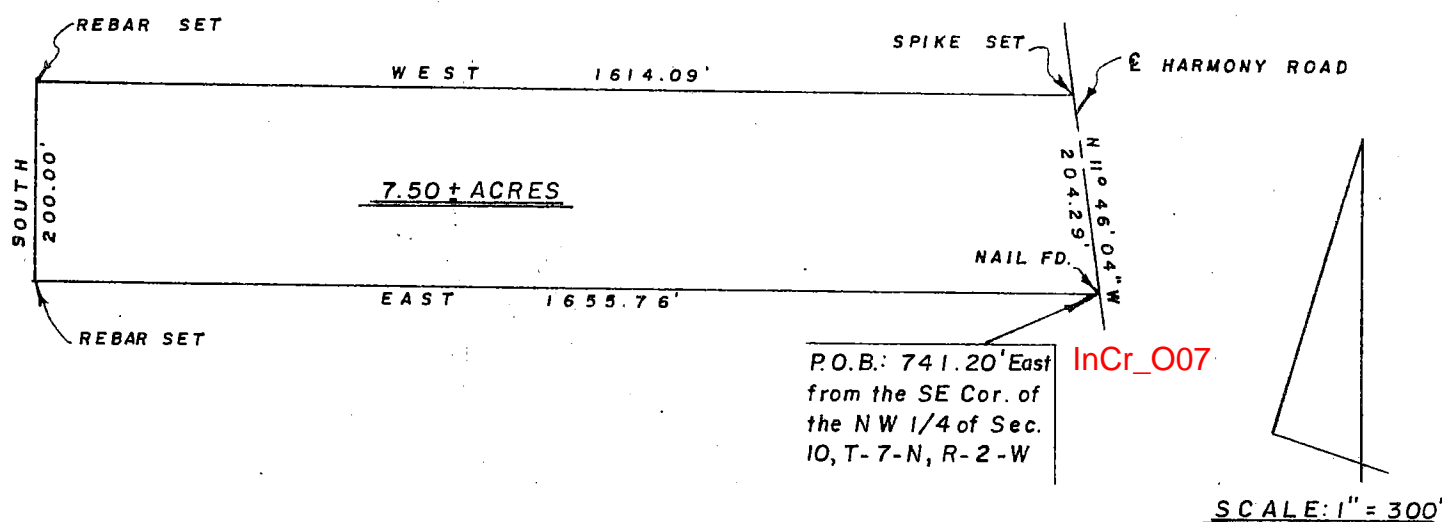 REBAR SET
SPIKE SET
℄ HARMONY ROAD
WEST 1614.09'
SOUTH
200.00'
7.50 ± ACRES
N 11° 46' 04" W
204.29'
NAIL FD.
EAST 1655.76'
REBAR SET
P.O.B.: 741.20' East
from the SE Cor. of
the NW 1/4 of Sec.
10, T-7-N, R-2-W
InCr_O07
SCALE: 1" = 300'